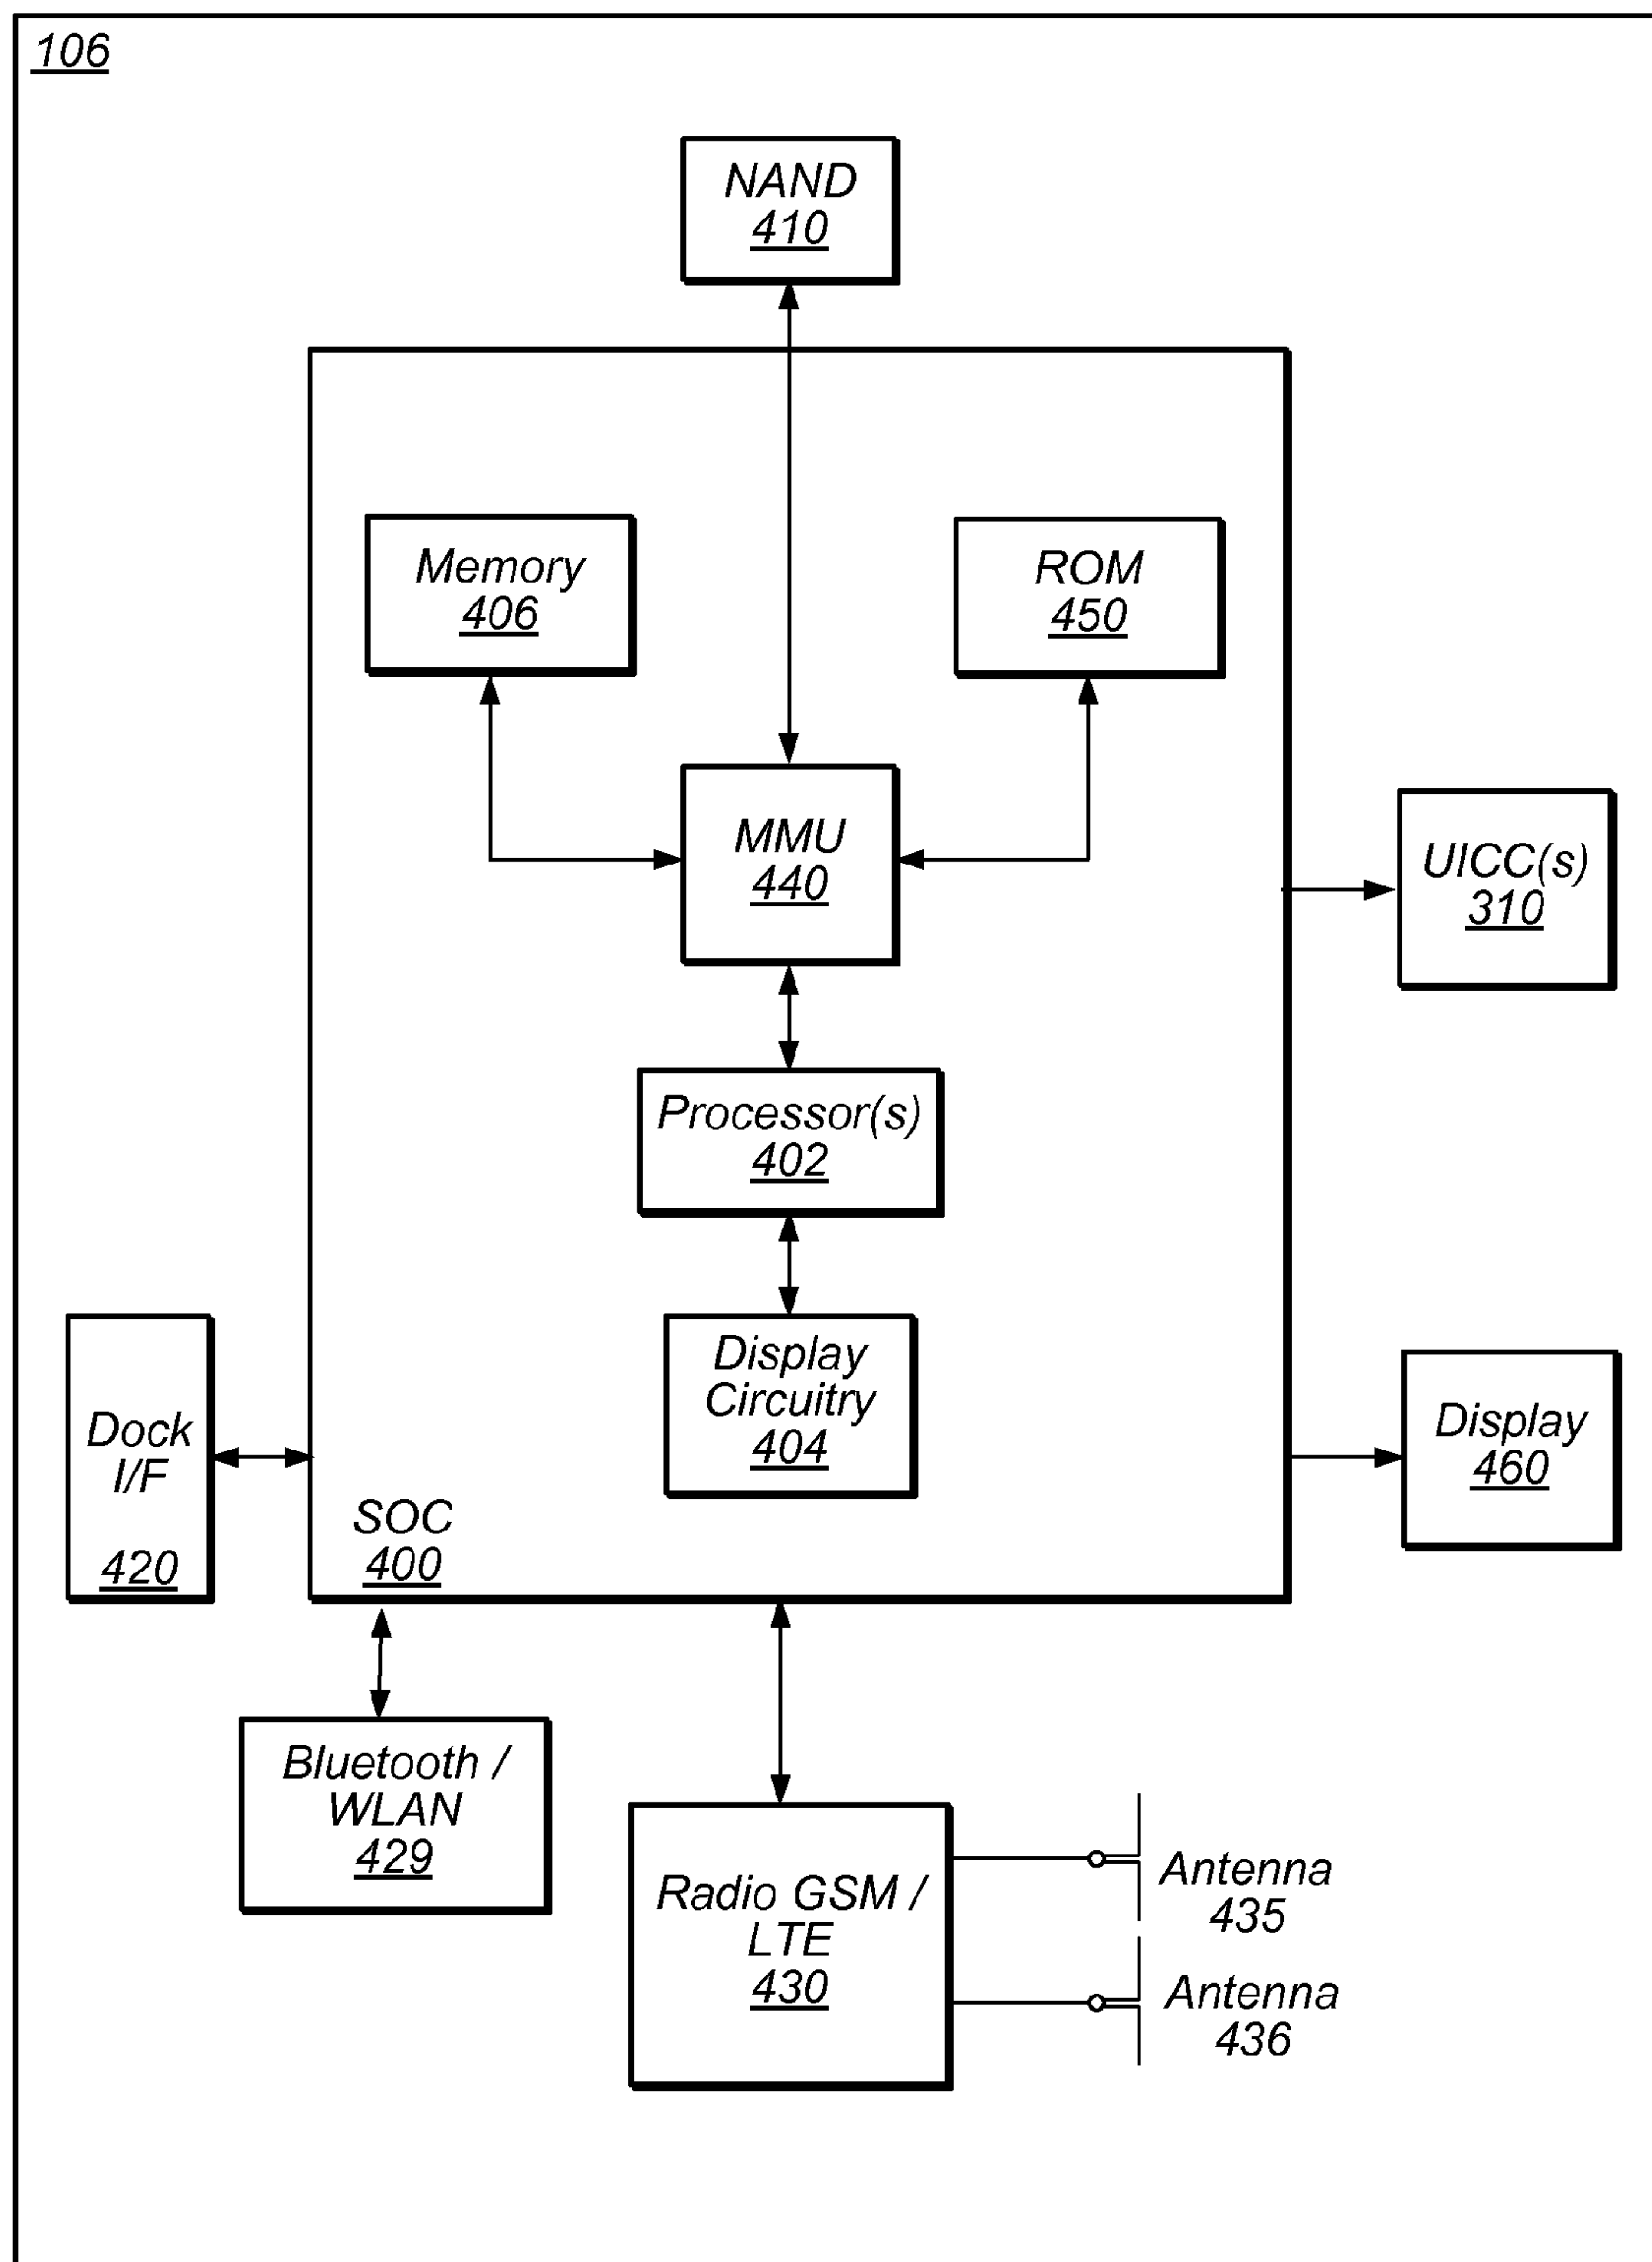 106
NAND
410
Memory
406
ROM
450
MMU
440
UICC(s)
310
Processor(s)
402
Display
Circuitry
404
Dock
I/F
420
Display
460
SOC
400
Bluetooth /
WLAN
429
Radio GSM /
LTE
430
Antenna
435
Antenna
436